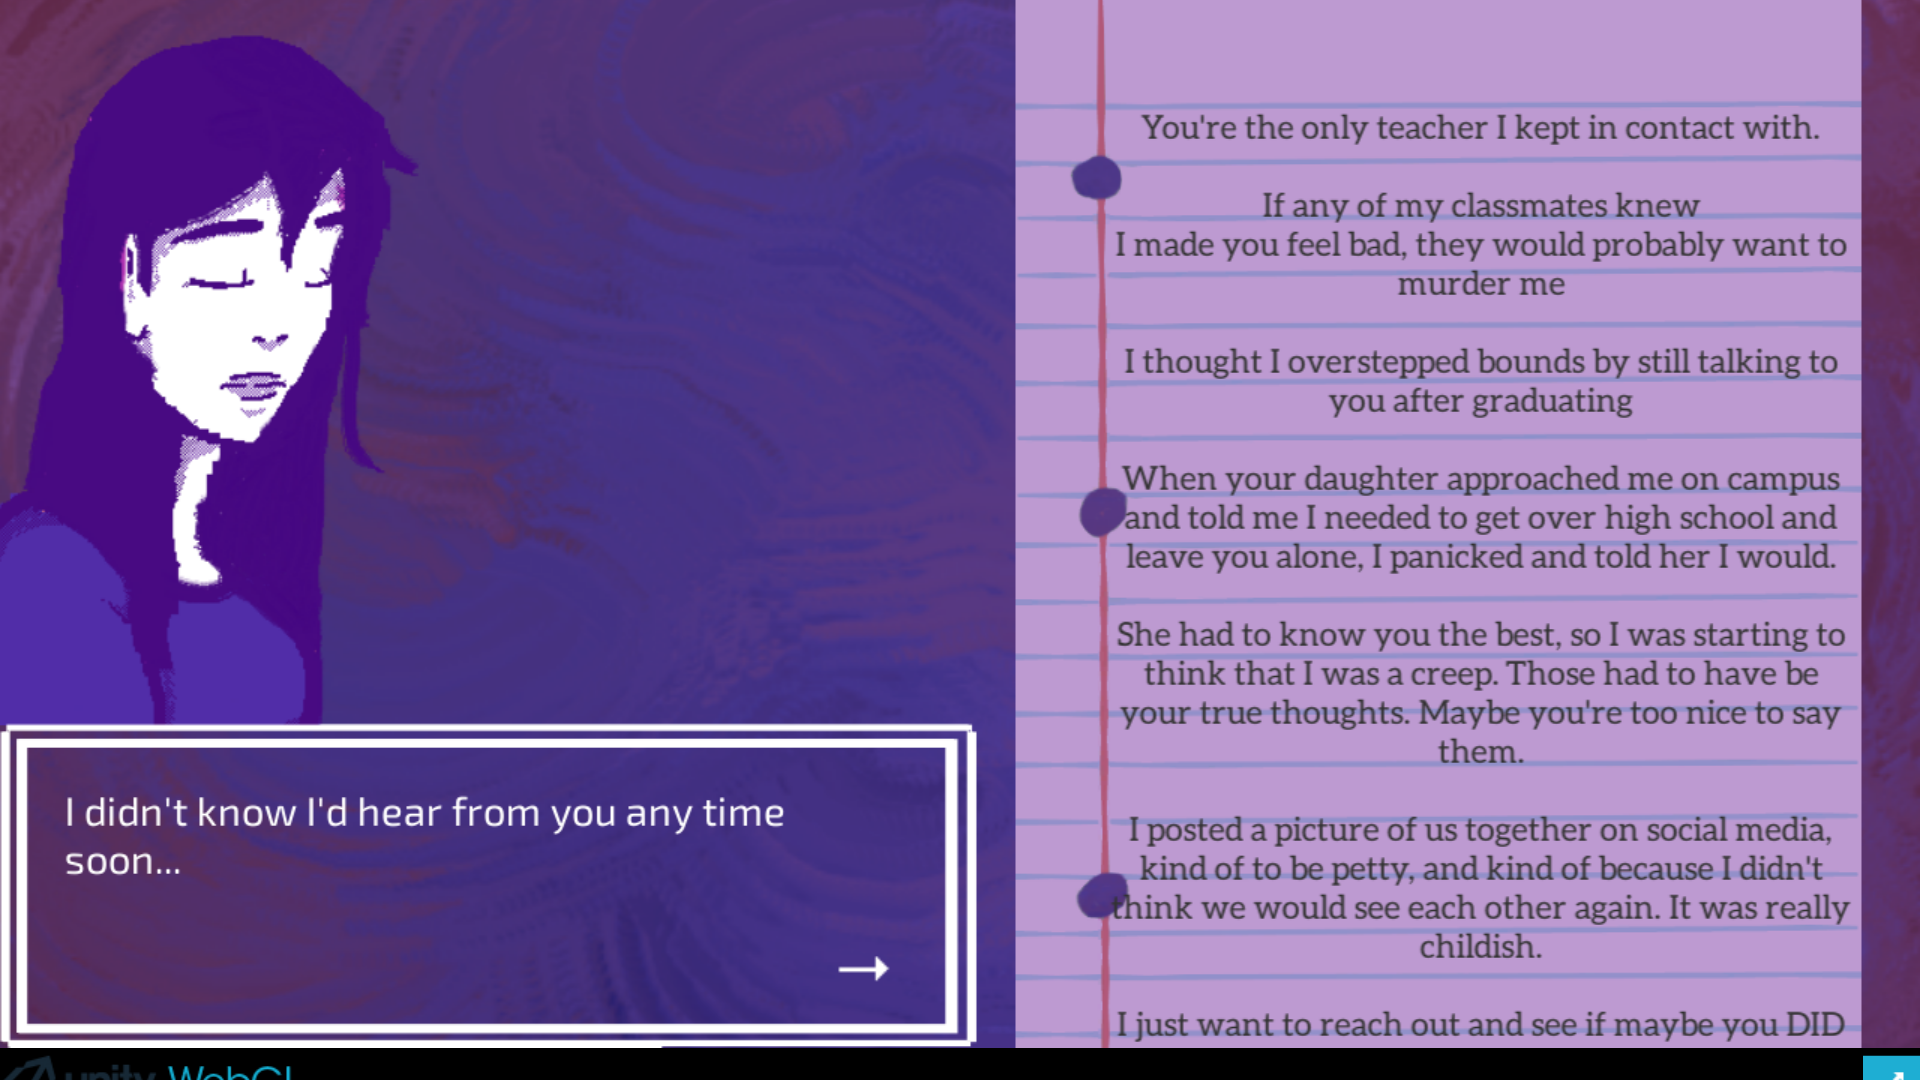 You're the only teacher I kept in contact with.
If any of my classmates knew
I made you feel bad, they would probably want to
murder me
I thought I overstepped bounds by still talking to
you after graduating
When your daughter approached me on campus
and told me I needed to get over high school and
leave you alone, I panicked and told her I would.
She had to know you the best, so I was starting to
think that I was a creep. Those had to have be
your true thoughts. Maybe you're too nice to say
them.
I posted a picture of us together on social media,
kind of to be petty, and kind of because I didn't
think we would see each other again. It was really
childish.
I just want to reach out and see if maybe you DID
I didn't know I'd hear from you any time
soon...
unity WebGL